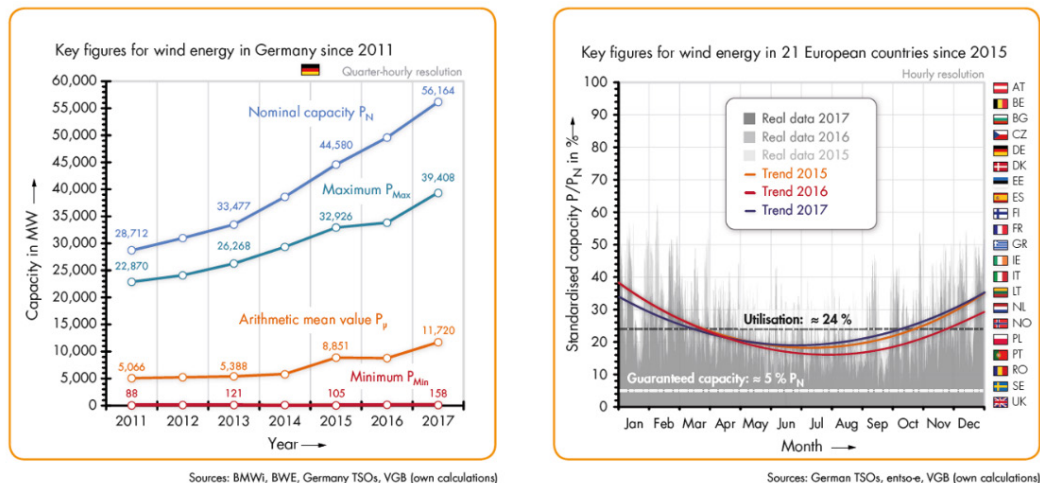 Key figures for wind energy in Germany since 2011
Quarter-hourly resolution
60,000
55,000
50,000
45,000
40,000
35,000
30,000
25,000
20,000
15,000
10,000
5,000
0
Capacity in MW
Nominal capacity PN
28,712
33,477
44,580
56,164
Maximum PMax
22,870
26,268
32,926
39,408
Arithmetic mean value Pμ
5,066
5,388
8,851
11,720
Minimum PMin
88
121
105
158
2011 2012 2013 2014 2015 2016 2017
Year
Sources: BMWi, BWE, Germany TSOs, VGB (own calculations)
Key figures for wind energy in 21 European countries since 2015
Hourly resolution
100
90
80
70
60
50
40
30
20
10
0
Standardised capacity P/PN in %
Real data 2017
Real data 2016
Real data 2015
Trend 2015
Trend 2016
Trend 2017
Utilisation: ≈ 24 %
Guaranteed capacity: ≈ 5 % PN
Jan Feb Mar Apr May Jun Jul Aug Sep Oct Nov Dec
Month
AT
BE
BG
CZ
DE
DK
EE
ES
FI
FR
GR
IE
IT
LT
NL
NO
PL
PT
RO
SE
UK
Sources: German TSOs, entso-e, VGB (own calculations)